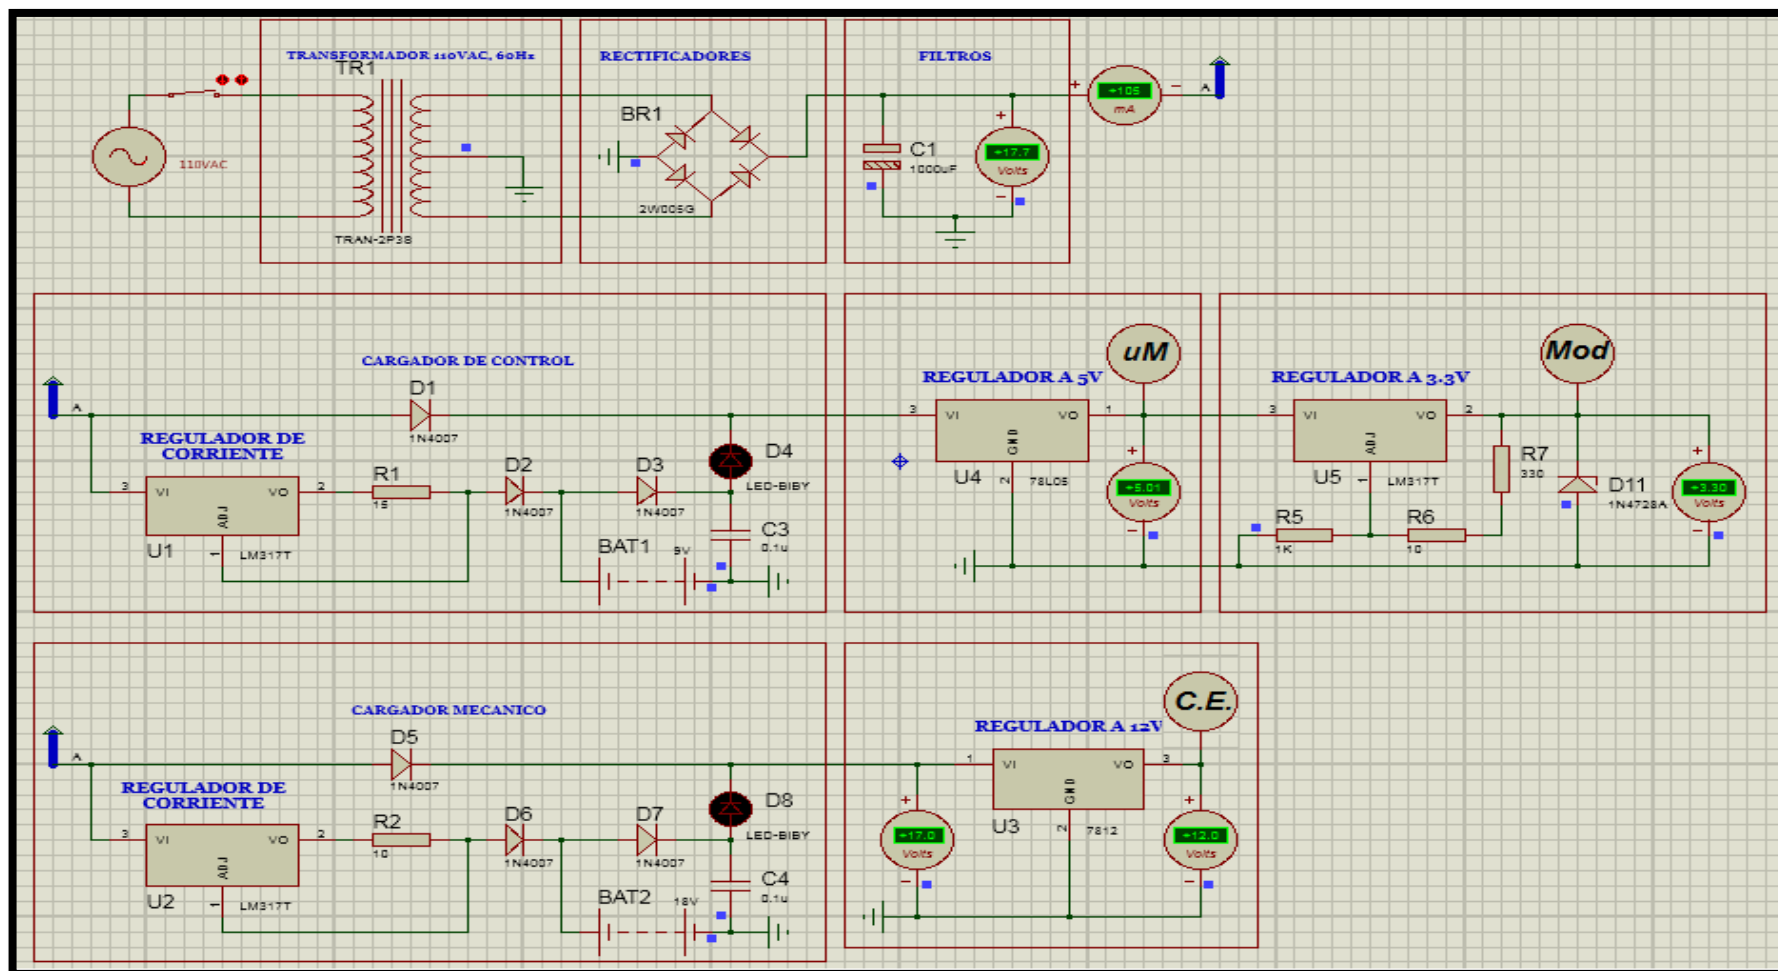 TRANSFORMADOR 110VAC, 60Hz
TR1
110VAC
TRAN-2P3S
RECTIFICADORES
BR1
2W005G
FILTROS
C1
1000uF
+17.7
Volts
+105
mA
A
CARGADOR DE CONTROL
A
D1
1N4007
REGULADOR DE
CORRIENTE
3
VI
VO
2
ADJ
1
U1
LM317T
R1
15
D2
1N4007
D3
1N4007
D4
LED-BIBY
C3
0.1u
BAT1
9V
REGULADOR A 5V
uM
3
VI
VO
1
GND
2
U4
78L05
+5.01
Volts
REGULADOR A 3.3V
Mod
3
VI
VO
2
ADJ
1
U5
LM317T
R7
330
D11
1N4728A
R5
1K
R6
10
+3.30
Volts
CARGADOR MECANICO
A
D5
1N4007
REGULADOR DE
CORRIENTE
3
VI
VO
2
ADJ
1
U2
LM317T
R2
10
D6
1N4007
D7
1N4007
D8
LED-BIBY
C4
0.1u
BAT2
18V
REGULADOR A 12V
C.E.
1
VI
VO
3
GND
2
U3
7812
+17.0
Volts
+12.0
Volts